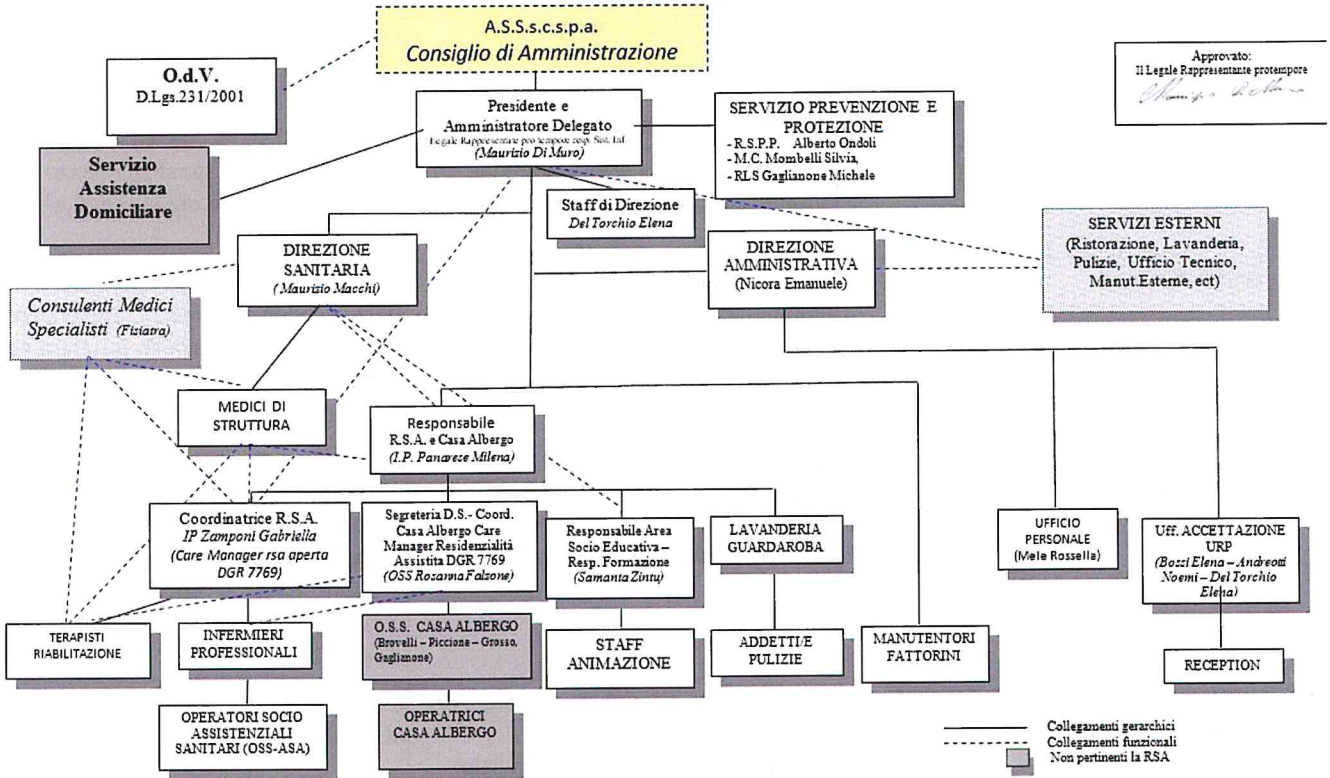 A.S.S s.c.s.p.a.
Consiglio di Amministrazione
O.d.V.
D.Lgs.231/2001
Approvato:
Il Legale Rappresentante protempore
Presidente e
Amministratore Delegato
Legale Rappresentate pro tempore resp. Sist. Inf.
(Maurizio Di Muro)
SERVIZIO PREVENZIONE E
PROTEZIONE
- R.S.P.P. Alberto Ondoli
- M.C. Mombelli Silvia,
- RLS Gaglianone Michele
Servizio
Assistenza
Domiciliare
Staff di Direzione
Del Torchio Elena
DIREZIONE
SANITARIA
(Maurizio Macchi)
DIREZIONE
AMMINISTRATIVA
(Nicora Emanuele)
SERVIZI ESTERNI
(Ristorazione, Lavanderia,
Pulizie, Ufficio Tecnico,
Manut.Esterne, ect)
Consulenti Medici
Specialisti (Fisiatra)
MEDICI DI
STRUTTURA
Responsabile
R.S.A. e Casa Albergo
(I.P. Panarese Milena)
Coordinatrice R.S.A.
IP Zamponi Gabriella
(Care Manager rsa aperta
DGR 7769)
Segreteria D.S.- Coord.
Casa Albergo Care
Manager Residenzialità
Assistita DGR 7769
(OSS Rosanna Falzone)
Responsabile Area
Socio Educativa –
Resp. Formazione
(Samanta Zintu)
LAVANDERIA
GUARDAROBA
UFFICIO
PERSONALE
(Mele Rossella)
Uff. ACCETTAZIONE
URP
(Bozzi Elena – Andreotti
Noemi – Del Torchio
Elena)
TERAPISTI
RIABILITAZIONE
INFERMIERI
PROFESSIONALI
O.S.S. CASA ALBERGO
(Brovelli – Piccione – Grosso,
Gaglianone)
STAFF
ANIMAZIONE
ADDETTI/E
PULIZIE
MANUTENTORI
FATTORINI
RECEPTION
OPERATORI SOCIO
ASSISTENZIALI
SANITARI (OSS-ASA)
OPERATRICI
CASA ALBERGO
Collegamenti gerarchici
Collegamenti funzionali
Non pertinenti la RSA